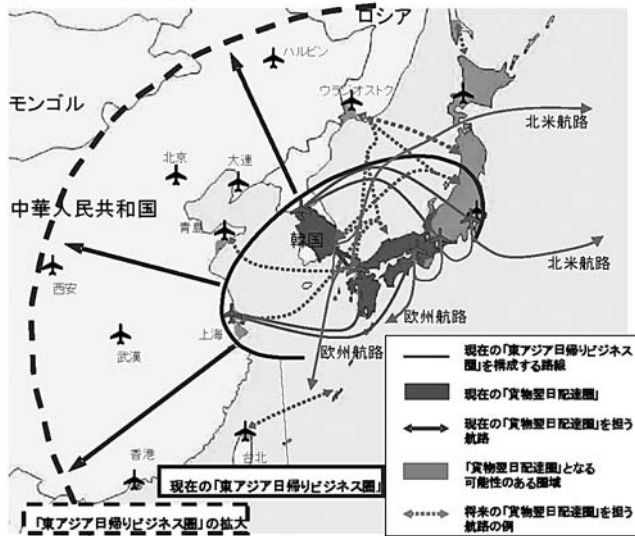 ロシア
ハルビン
モンゴル
ウラジオストク
北米航路
北京
大連
中華人民共和国
青島
韓国
北米航路
西安
上海
欧州航路
武漢
欧州航路
現在の「東アジア日帰りビジネス
圏」を構成する路線
現在の「貨物翌日配達圏」
現在の「貨物翌日配達圏」を担う
航路
「貨物翌日配達圏」となる
可能性のある圏域
将来の「貨物翌日配達圏」を担う
航路の例
台北
香港
現在の「東アジア日帰りビジネス圏」
「東アジア日帰りビジネス圏」の拡大